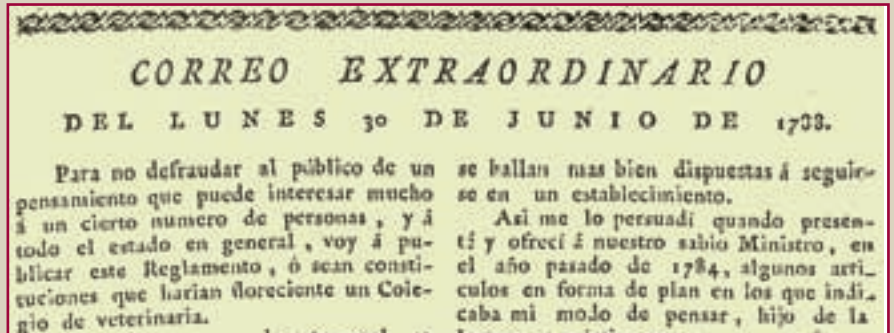 CORREO EXTRAORDINARIO
DEL LUNES 30 DE JUNIO DE 1788.
Para no defraudar al público de un
pensamiento que puede interesar mucho
á un cierto numero de personas, y á
todo el estado en general, voy á pu-
blicar este Reglamento, ó sean consti-
tuciones que harian floreciente un Cole-
gio de veterinaria.
se hallan mas bien dispuestas á seguir-
se en un establecimiento.
Asi me lo persuadí quando presen-
tí y ofrecí á nuestro sabio Ministro, en
el año pasado de 1784, algunos arti-
culos en forma de plan en los que indi-
caba mi modo de pensar, hijo de la